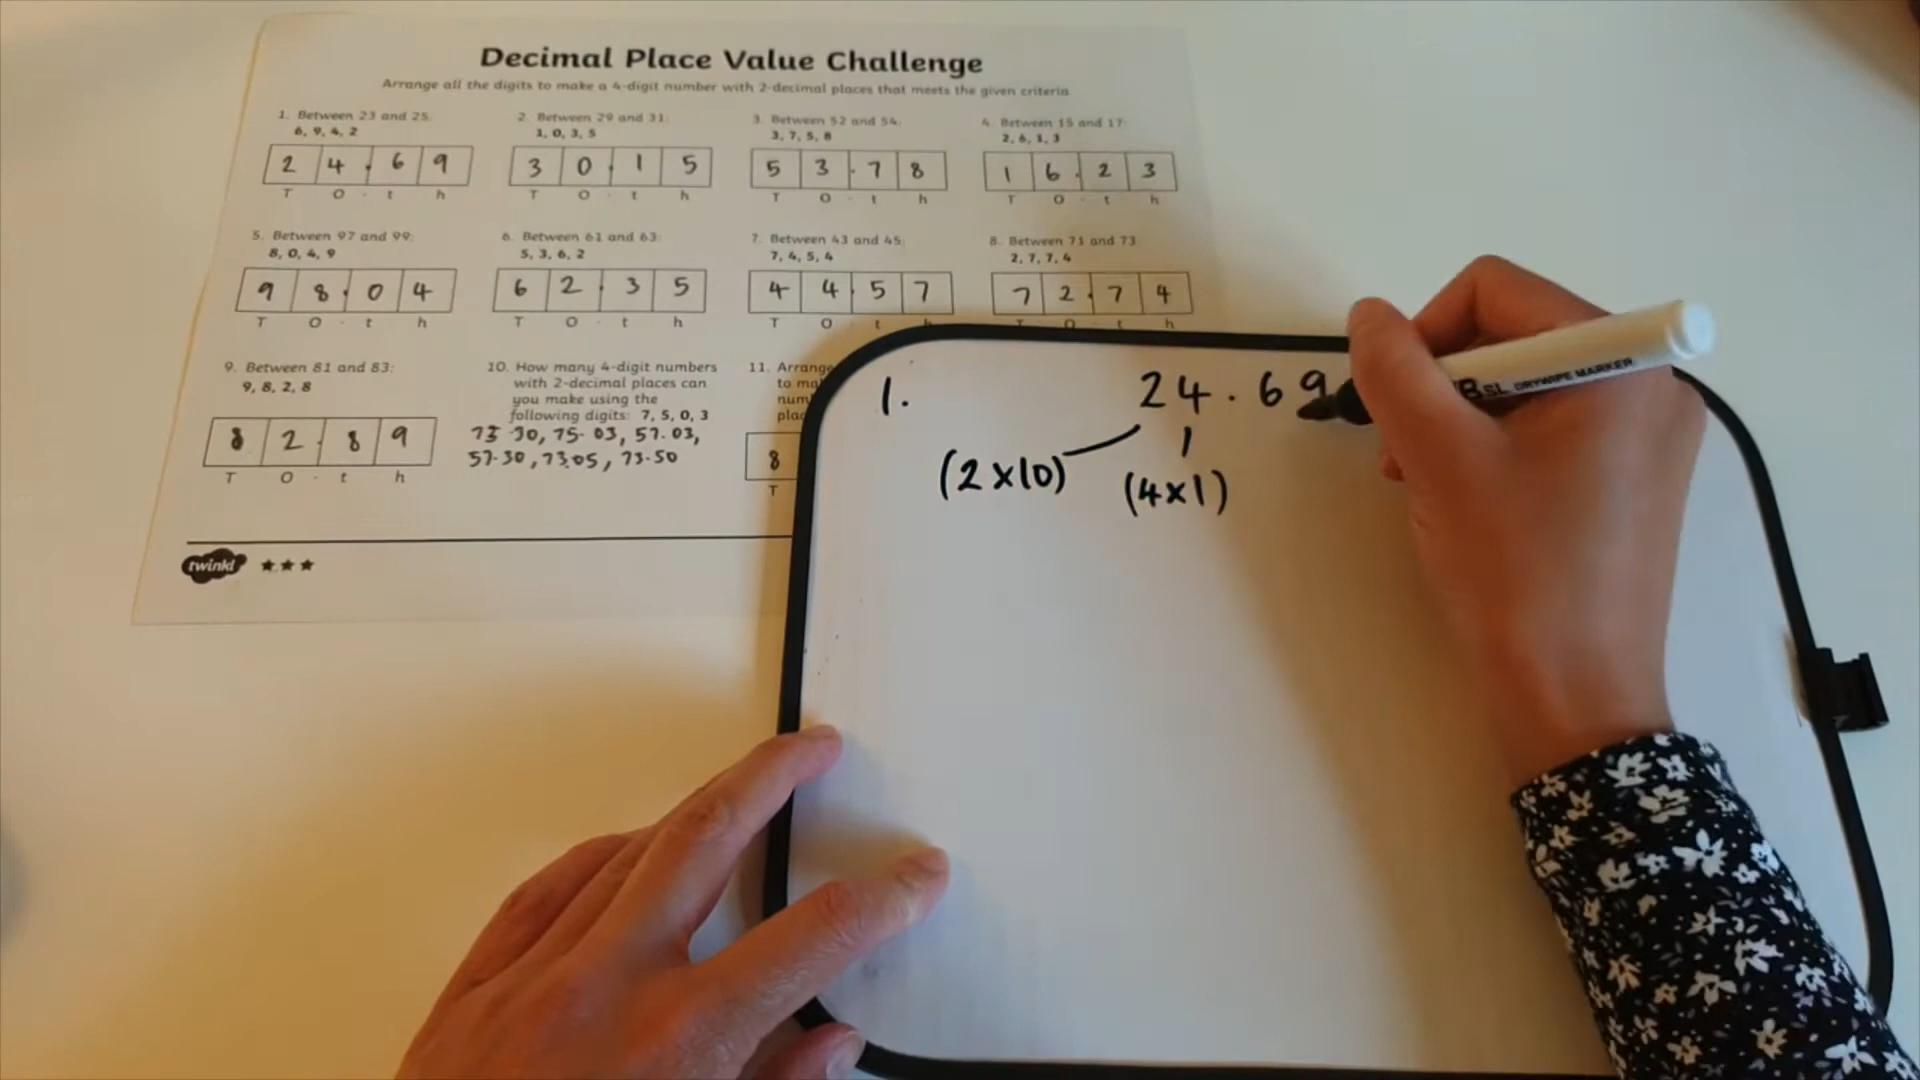 Decimal Place Value Challenge
Arrange all the digits to make a 4-digit number with 2-decimal places that meets the given criteria
1. Between 23 and 25:
6, 9, 4, 2
2 4 . 6 9
T O . t h
2. Between 29 and 31:
1, 0, 3, 5
3 0 . 1 5
T O . t h
3. Between 52 and 54:
3, 7, 5, 8
5 3 . 7 8
T O . t h
4. Between 15 and 17:
2, 6, 1, 3
1 6 . 2 3
T O . t h
5. Between 97 and 99:
8, 0, 4, 9
9 8 . 0 4
T O . t h
6. Between 61 and 63:
5, 3, 6, 2
6 2 . 3 5
T O . t h
7. Between 43 and 45:
7, 4, 5, 4
4 4 . 5 7
T O t h
8. Between 71 and 73
2, 7, 7, 4
7 2 . 7 4
T O t h
9. Between 81 and 83:
9, 8, 2, 8
8 2 . 8 9
T O . t h
10. How many 4-digit numbers
with 2-decimal places can
you make using the
following digits: 7, 5, 0, 3
75.03, 57.03,
57.30, 73.05, 73.50
11. Arrange
to
8
T
twinkl
1. 24.69
(2x10) (4x1)
SL DRYWIPE MARKER